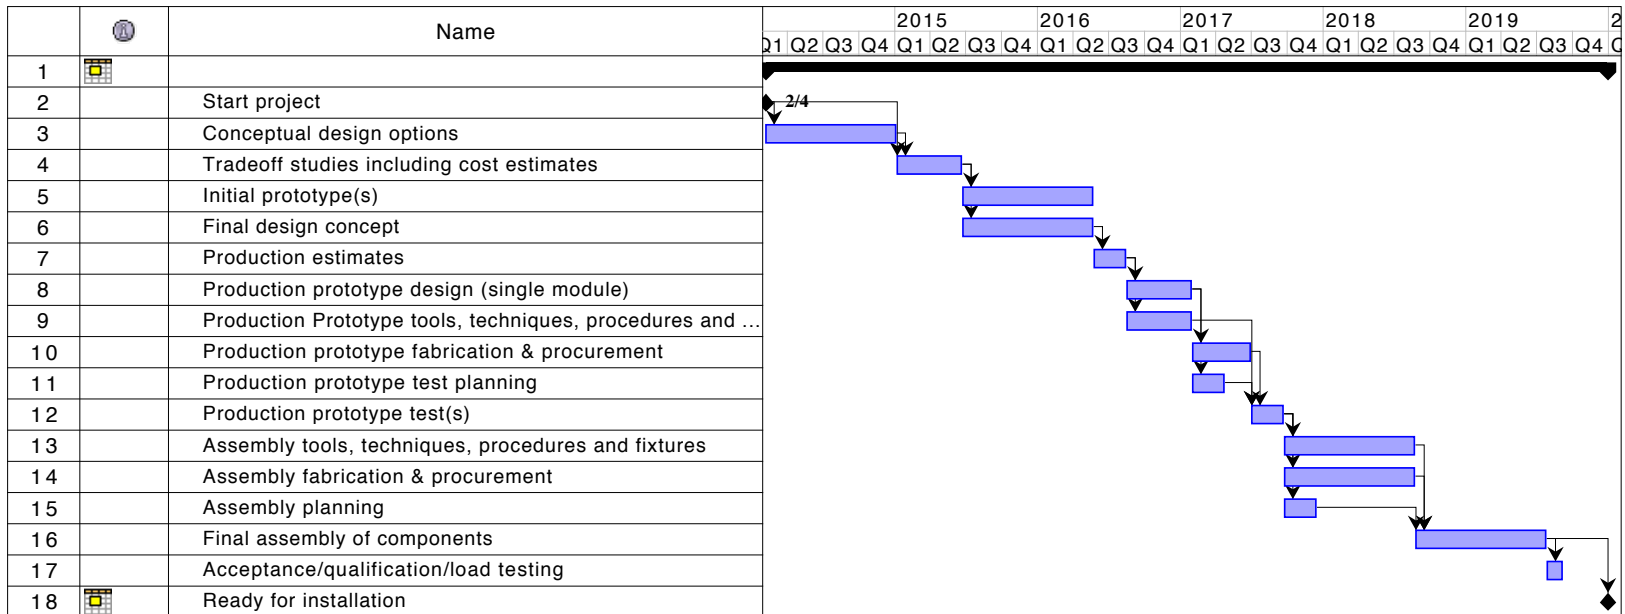 2015 2016 2017 2018 2019 2
Name
Q1 Q2 Q3 Q4 Q1 Q2 Q3 Q4 Q1 Q2 Q3 Q4 Q1 Q2 Q3 Q4 Q1 Q2 Q3 Q4 Q1 Q2 Q3 Q4 Q
1
2 Start project 2/4
3 Conceptual design options
4 Tradeoff studies including cost estimates
5 Initial prototype(s)
6 Final design concept
7 Production estimates
8 Production prototype design (single module)
9 Production Prototype tools, techniques, procedures and ...
10 Production prototype fabrication & procurement
11 Production prototype test planning
12 Production prototype test(s)
13 Assembly tools, techniques, procedures and fixtures
14 Assembly fabrication & procurement
15 Assembly planning
16 Final assembly of components
17 Acceptance/qualification/load testing
18 Ready for installation